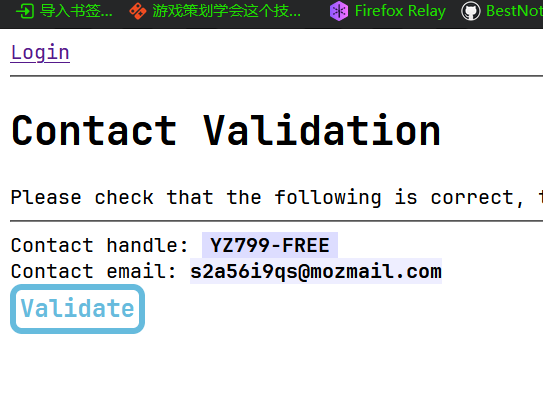 导入书签... 游戏策划学会这个技... Firefox Relay BestNot
Login
Contact Validation
Please check that the following is correct,
Contact handle: YZ799-FREE
Contact email: s2a56i9qs@mozmail.com
Validate